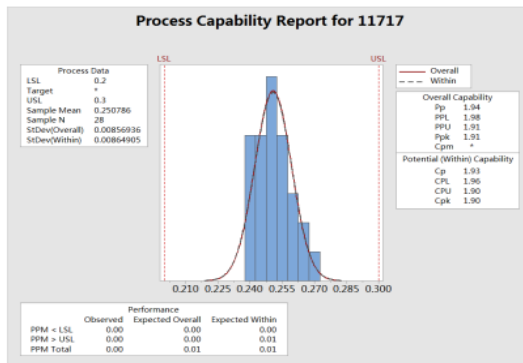 Process Capability Report for 11717
LSL
USL
Process Data
LSL 0.2
Target *
USL 0.3
Sample Mean 0.250786
Sample N 28
StDev(Overall) 0.00856936
StDev(Within) 0.00864905
Overall
Within
Overall Capability
Pp 1.94
PPL 1.98
PPU 1.91
Ppk 1.91
Cpm *
Potential (Within) Capability
Cp 1.93
CPL 1.96
CPU 1.90
Cpk 1.90
0.210 0.225 0.240 0.255 0.270 0.285 0.300
Performance
Observed Expected Overall Expected Within
PPM < LSL 0.00 0.00 0.00
PPM > USL 0.00 0.00 0.01
PPM Total 0.00 0.01 0.01